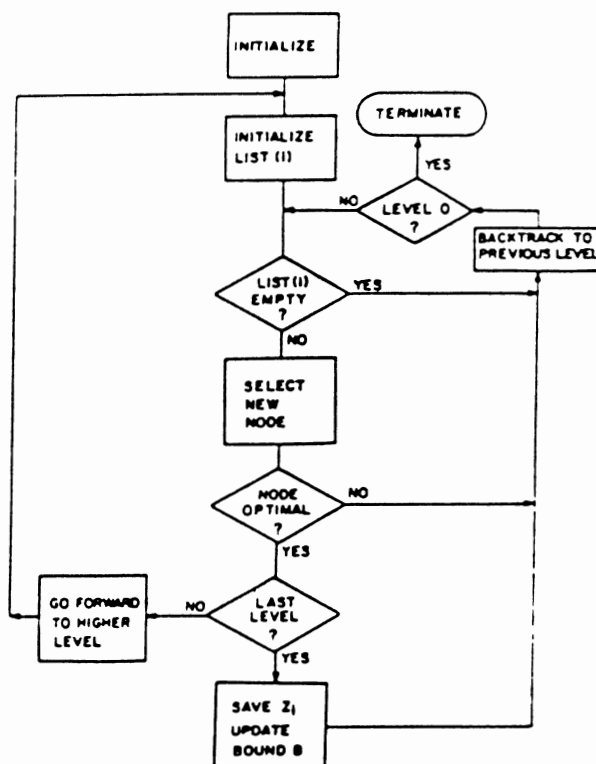 INITIALIZE
INITIALIZE
LIST (I)
TERMINATE
YES
NO
LEVEL O
?
BACKTRACK TO
PREVIOUS LEVEL
LIST(I)
EMPTY
?
YES
NO
SELECT
NEW
NODE
NODE
OPTIMAL
?
NO
YES
GO FORWARD
TO HIGHER
LEVEL
NO
LAST
LEVEL
?
YES
SAVE Zi
UPDATE
BOUND B